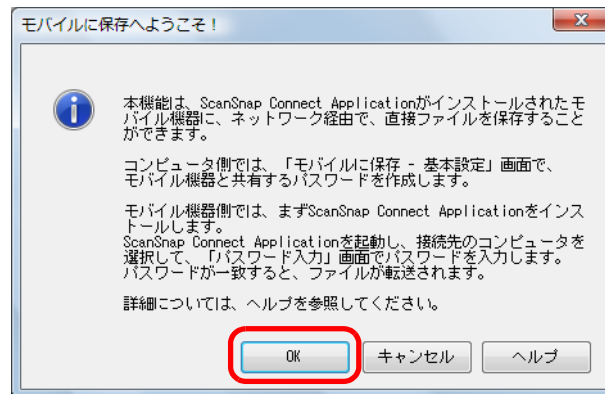 モバイルに保存へようこそ！
本機能は、ScanSnap Connect Applicationがインストールされたモ
バイル機器に、ネットワーク経由で、直接ファイルを保存すること
ができます。
コンピュータ側では、「モバイルに保存 - 基本設定」画面で、
モバイル機器と共有するパスワードを作成します。
モバイル機器側では、まずScanSnap Connect Applicationをインス
トールします。
ScanSnap Connect Applicationを起動し、接続先のコンピュータを
選択して、「パスワード入力」画面でパスワードを入力します。
パスワードが一致すると、ファイルが転送されます。
詳細については、ヘルプを参照してください。
OK キャンセル ヘルプ